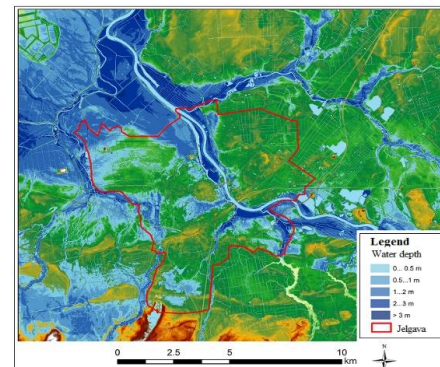 Legend
Water depth
0... 0.5 m
0.5...1 m
1...2 m
2... 3 m
> 3 m
Jelgava
0 2.5 5 10
km
N